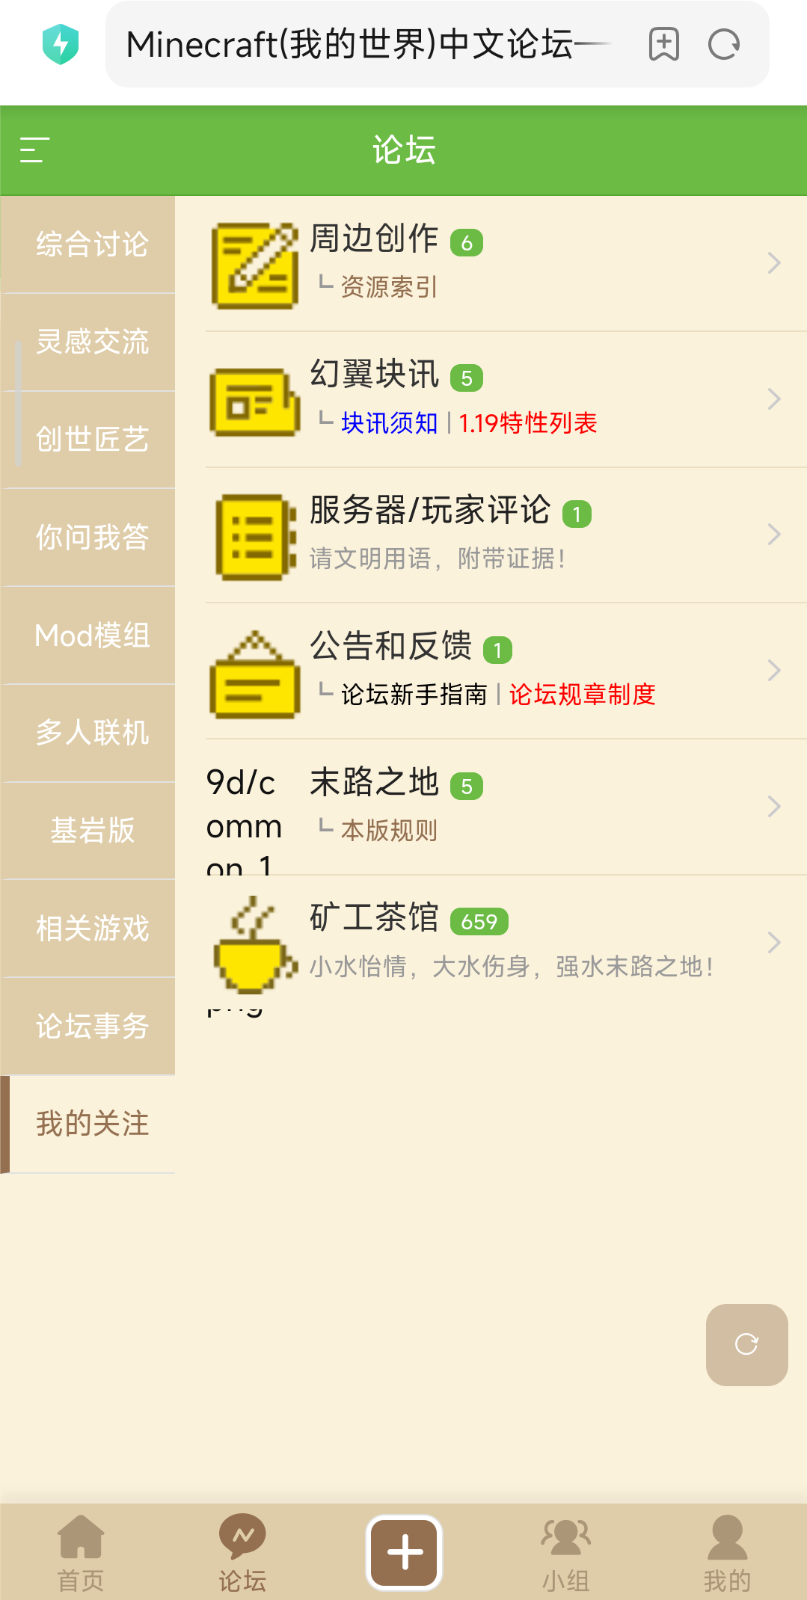 Minecraft(我的世界)中文论坛
论坛
综合讨论
灵感交流
创世匠艺
你问我答
Mod模组
多人联机
基岩版
相关游戏
论坛事务
我的关注
周边创作 6
┗ 资源索引
幻翼块讯 5
┗ 块讯须知 | 1.19特性列表
服务器/玩家评论 1
请文明用语，附带证据！
公告和反馈 1
┗ 论坛新手指南 | 论坛规章制度
9d/c
omm
on_1
末路之地 5
┗ 本版规则
矿工茶馆 659
小水怡情，大水伤身，强水末路之地！
png
首页
论坛
小组
我的